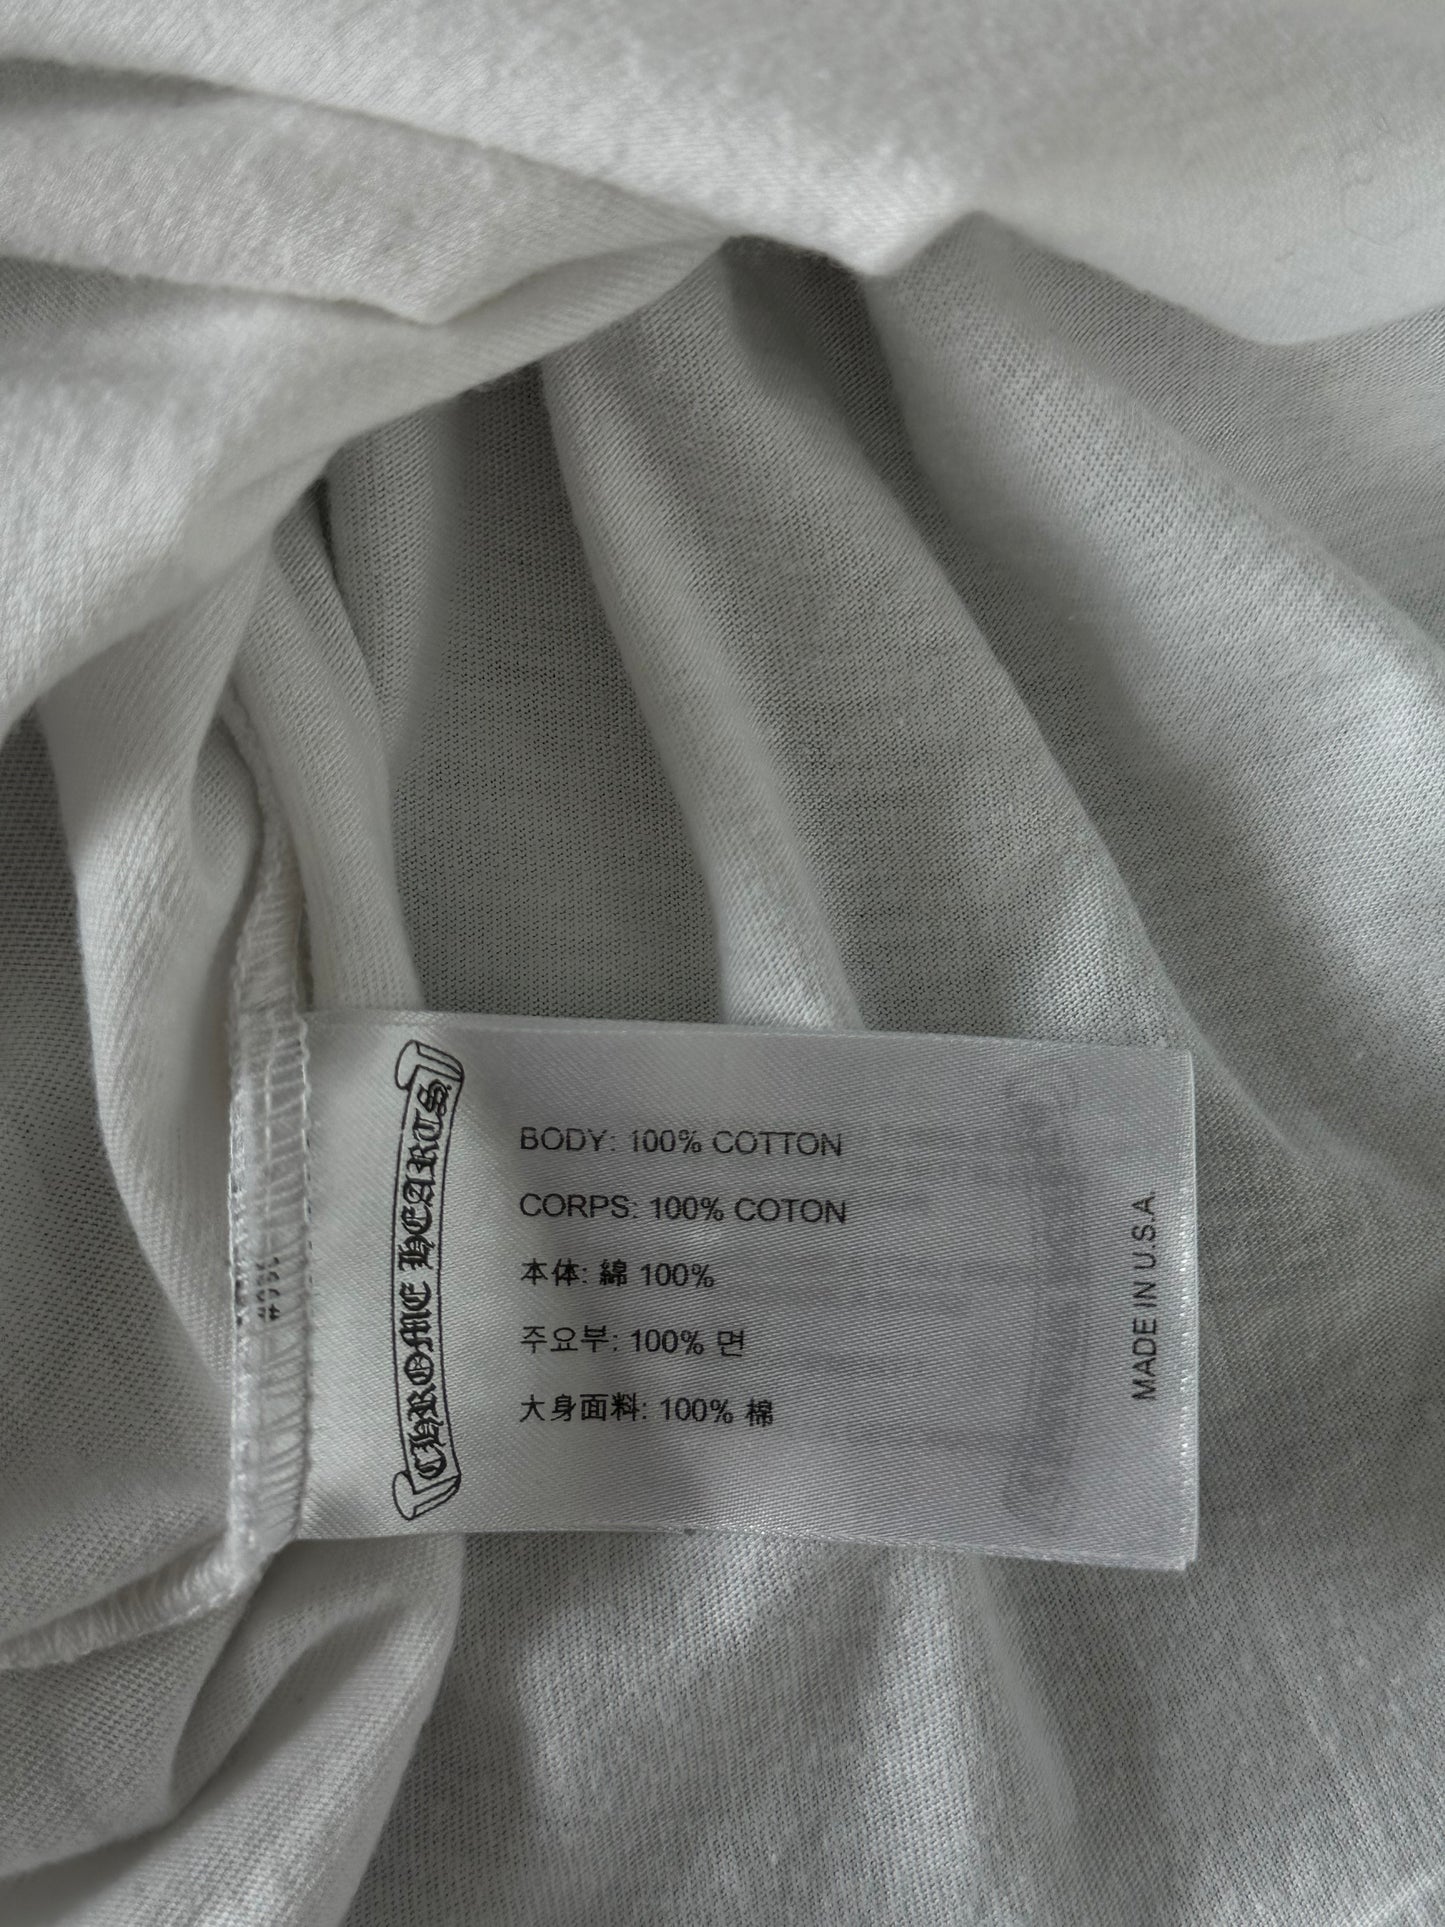 CHROME HEARTS
BODY: 100% COTTON
CORPS: 100% COTON
本体: 綿 100%
주요부: 100% 면
大身面料: 100% 棉
MADE IN U.S.A.